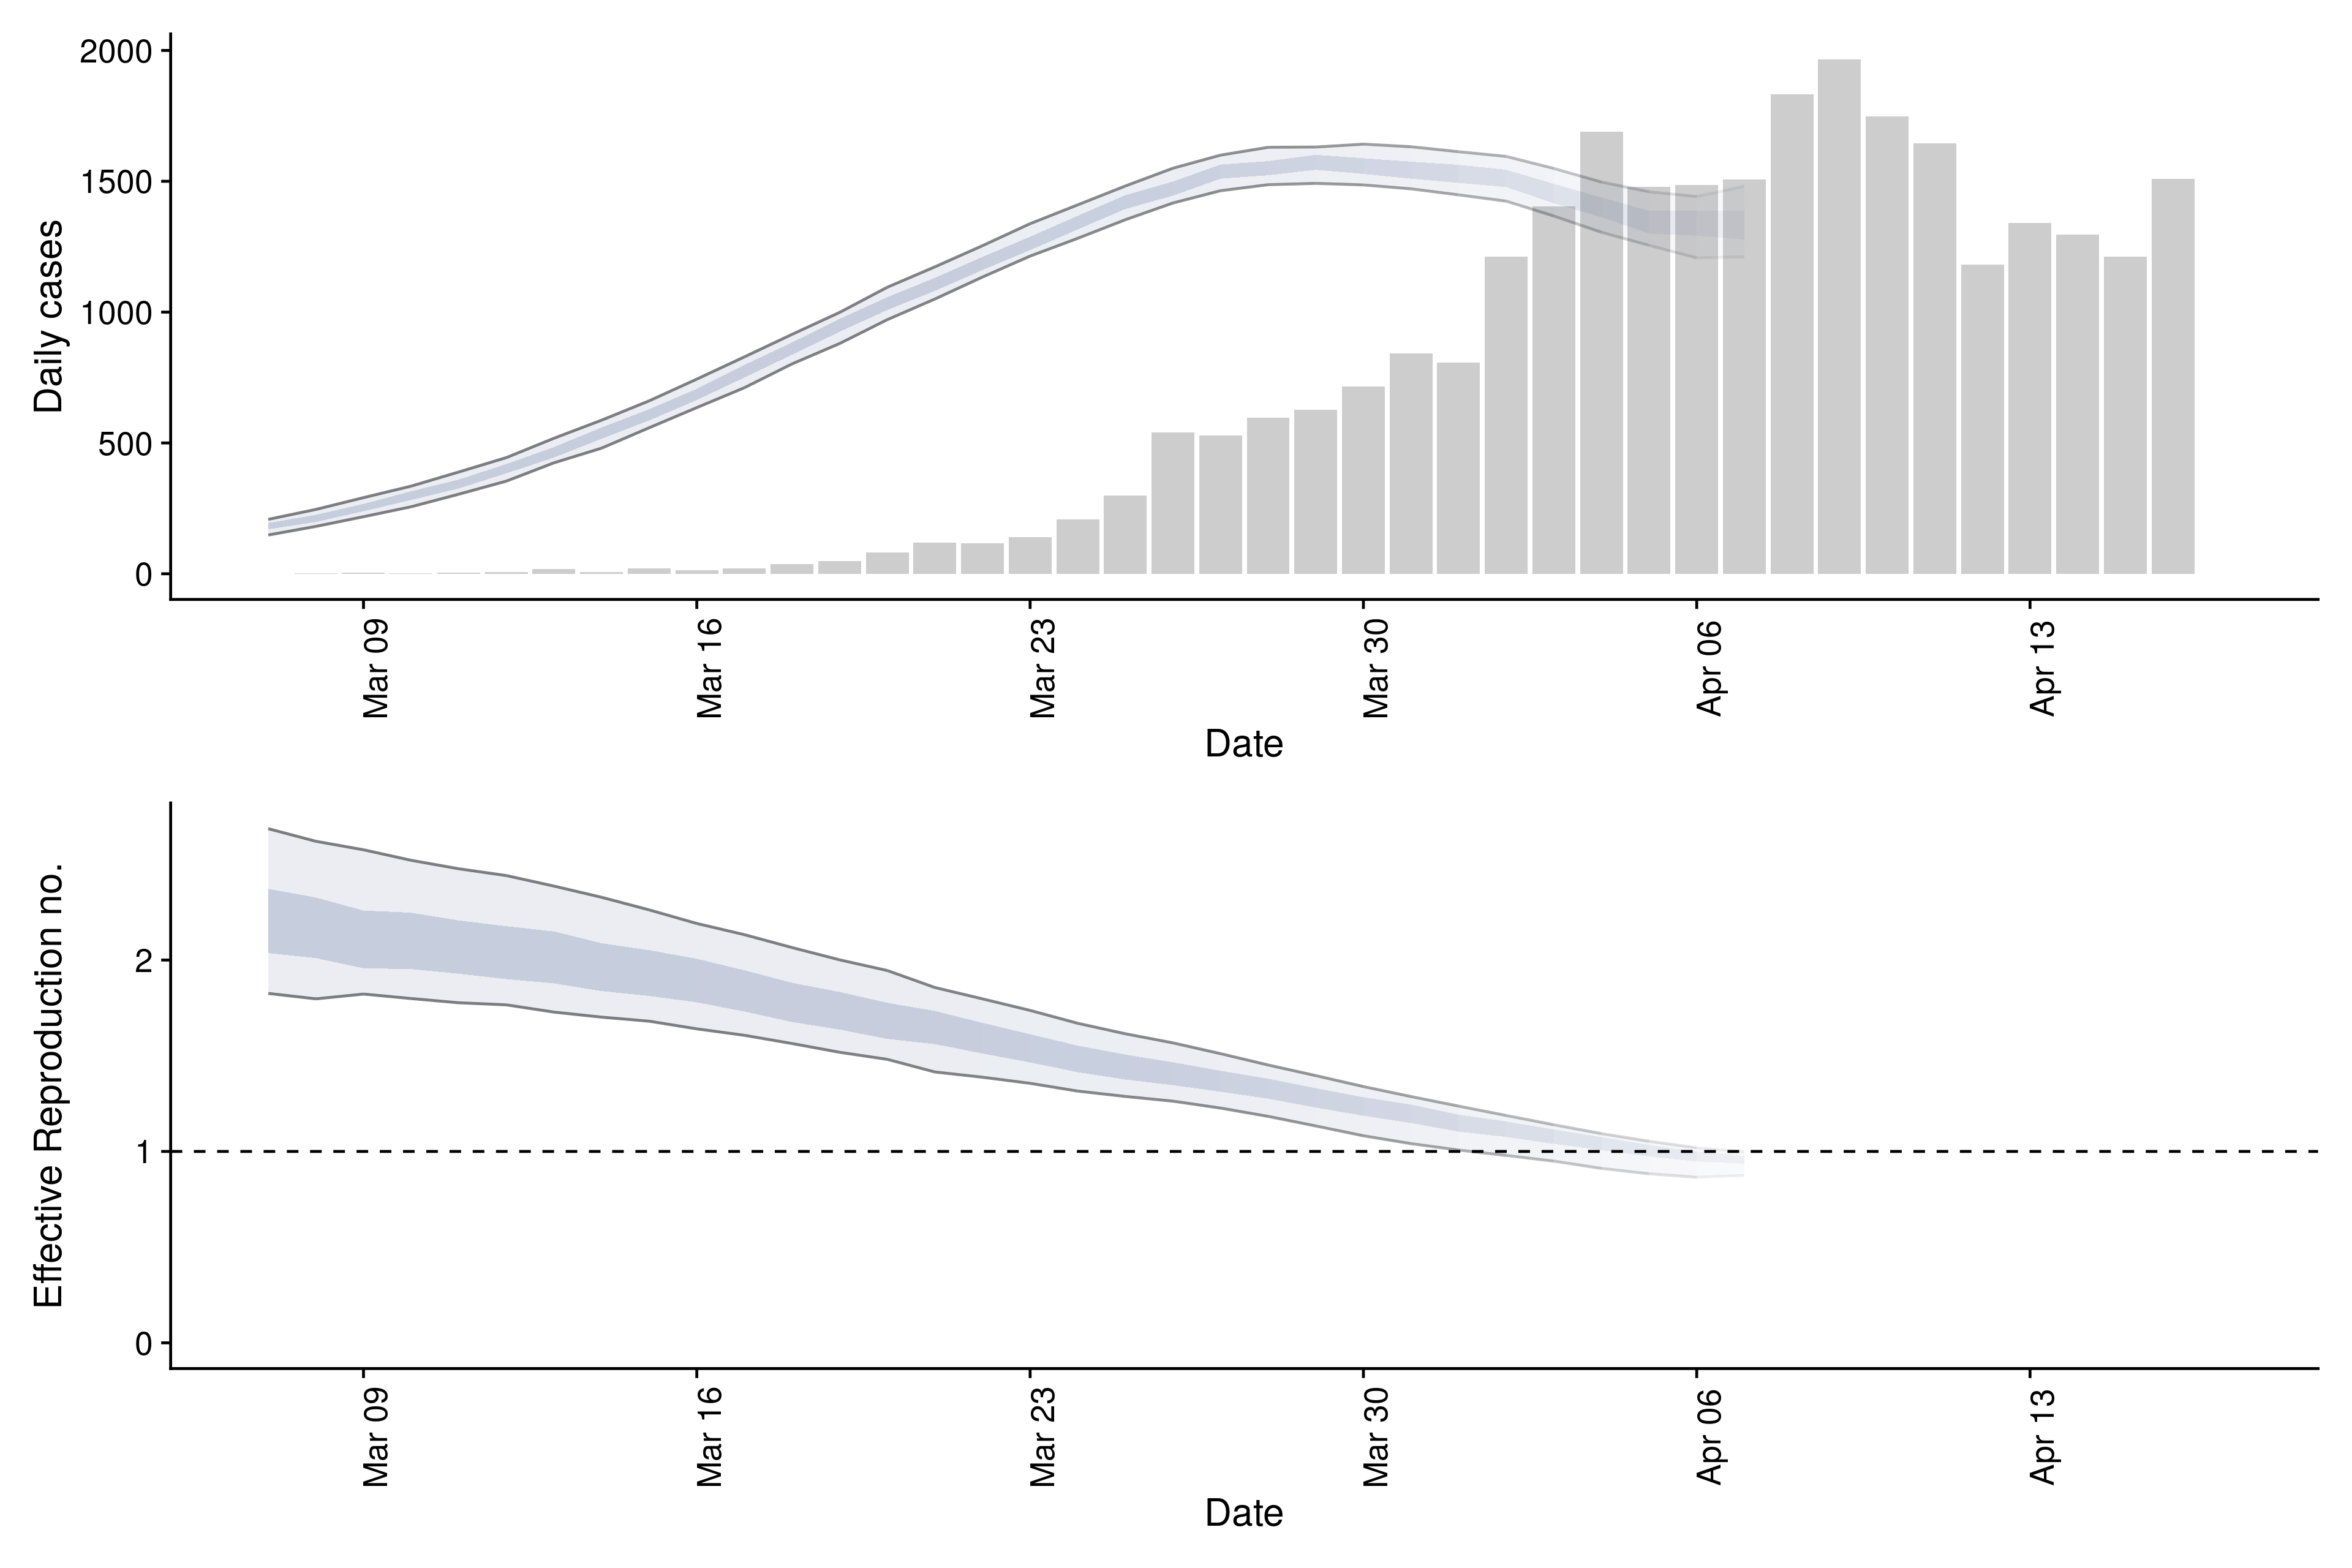 Daily cases
2000
1500
1000
500
0
Mar 09
Mar 16
Mar 23
Mar 30
Apr 06
Apr 13
Date
Effective Reproduction no.
2
1
0
Mar 09
Mar 16
Mar 23
Mar 30
Apr 06
Apr 13
Date